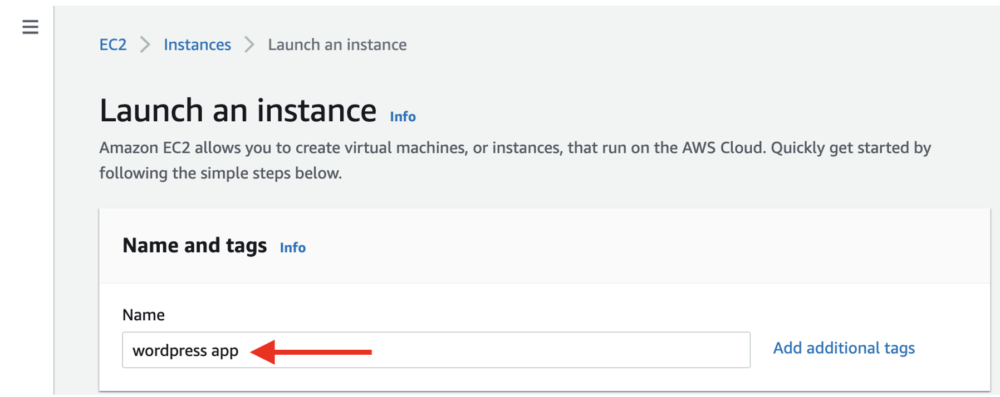 EC2 Instances Launch an instance
Launch an instance Info
Amazon EC2 allows you to create virtual machines, or instances, that run on the AWS Cloud. Quickly get started by
following the simple steps below.
Name and tags Info
Name
wordpress app
Add additional tags